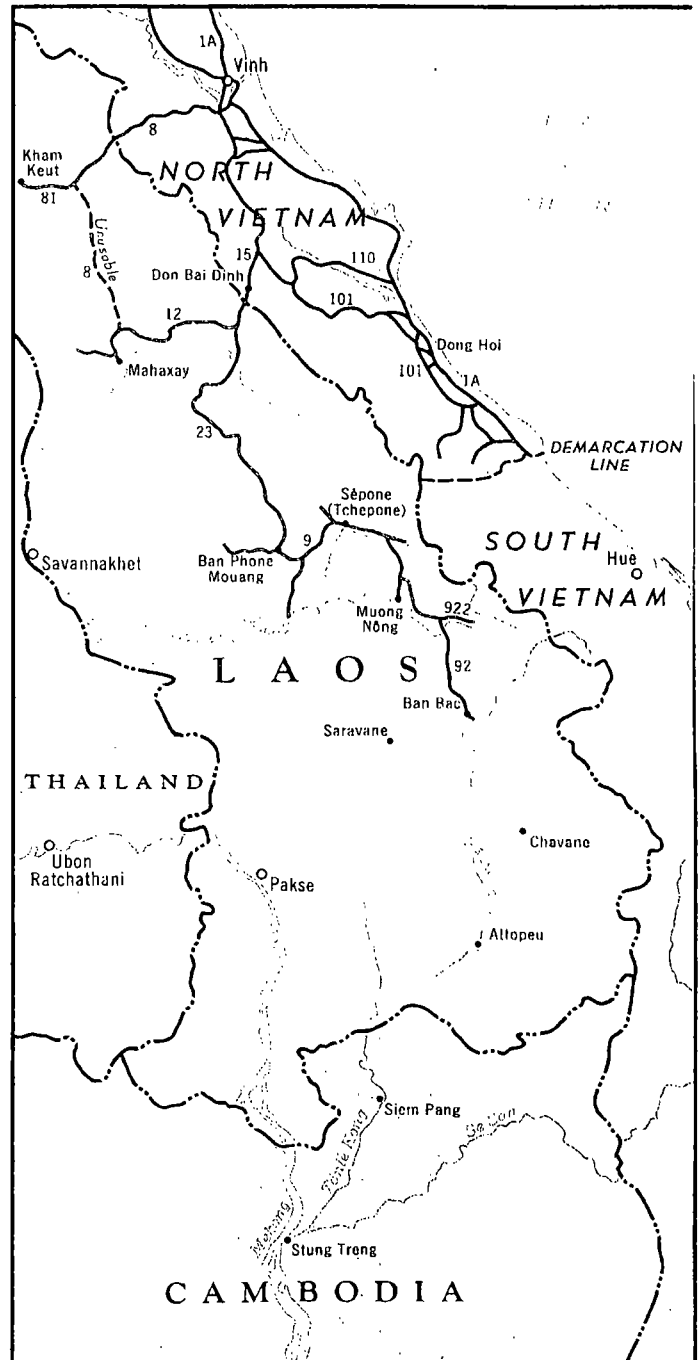 1A
Vinh
8
Kham
Keut
81
NORTH
VIETNAM
Unusable
8
15
110
Don Bai Dinh
101
12
Mahaxay
Dong Hoi
101
1A
23
DEMARCATION
LINE
Sépone
(Tchepone)
9
SOUTH
Savannakhet
Ban Phone
Mouang
Hue
VIETNAM
Muong
Nông
922
LAOS
92
Ban Bac
Saravane
THAILAND
Chavane
Ubon
Ratchathani
Pakse
Attopeu
Siem Pang
Tonle Kong
Se San
Mekong
Stung Treng
CAMBODIA